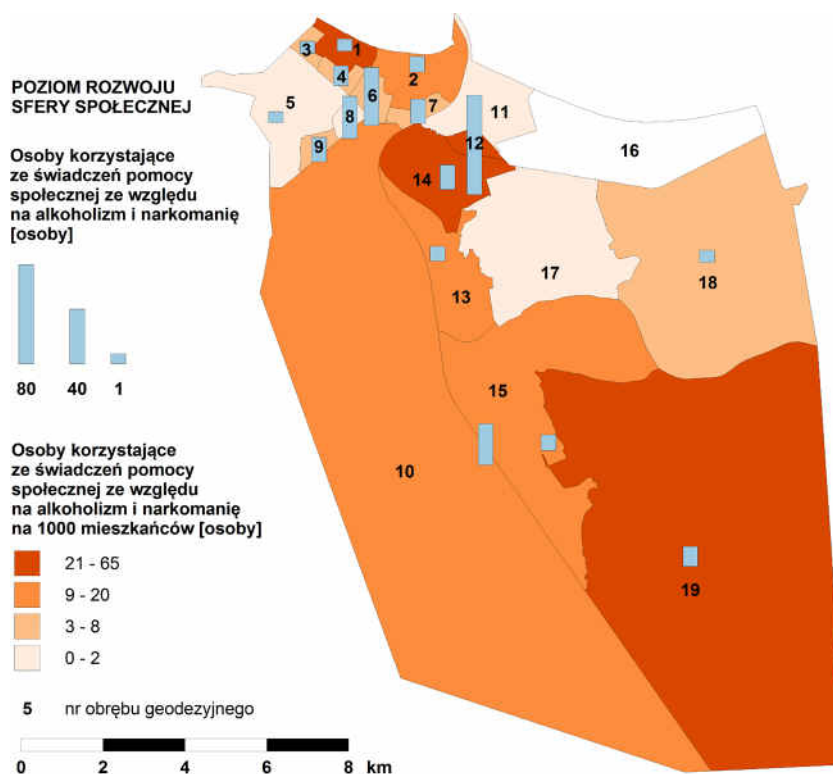 POZIOM ROZWOJU
SFERY SPOŁECZNEJ
Osoby korzystające
ze świadczeń pomocy
społecznej ze względu
na alkoholizm i narkomanię
[osoby]
80 40 1
Osoby korzystające
ze świadczeń pomocy
społecznej ze względu
na alkoholizm i narkomanię
na 1000 mieszkańców [osoby]
21 - 65
9 - 20
3 - 8
0 - 2
5 nr obrębu geodezyjnego
0 2 4 6 8 km
3 1
2
4
5 6 7 11
8
9 12 16
14
17
13 18
15
10
19